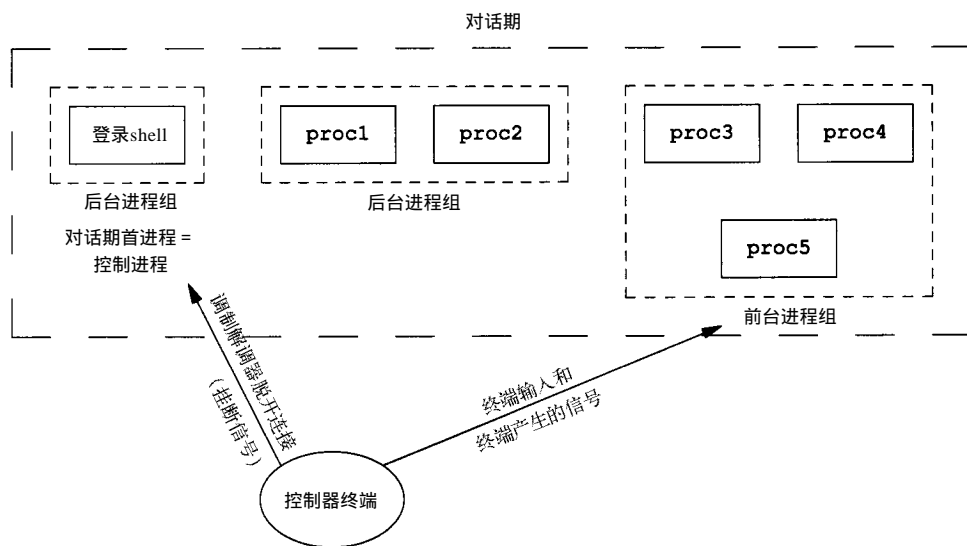 对话期
登录shell
proc1
proc2
proc3
proc4
后台进程组
后台进程组
对话期首进程 =
控制进程
proc5
前台进程组
调制解调器脱开连接
（挂断信号）
终端输入和
终端产生的信号
控制器终端